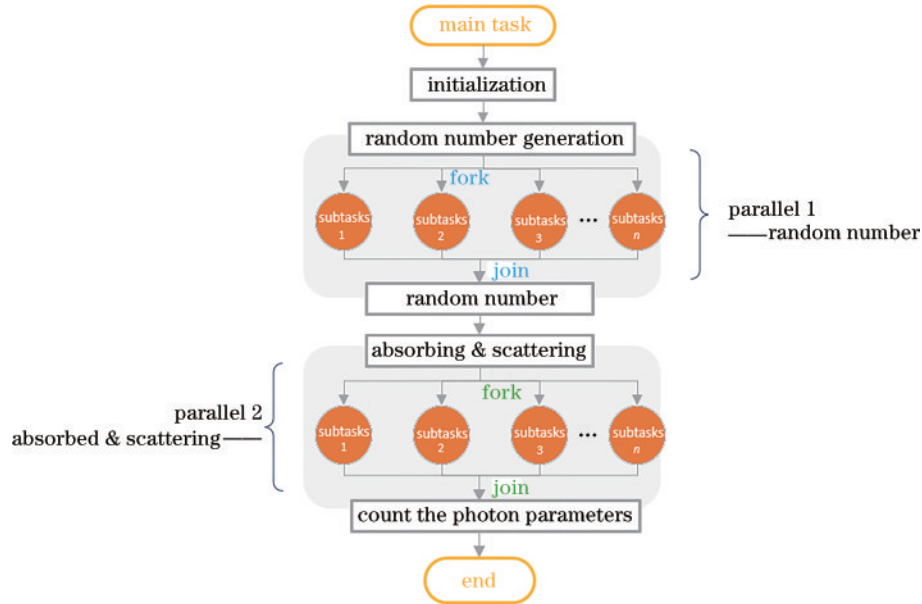 main task
initialization
random number generation
fork
subtasks
1
subtasks
2
subtasks
3
...
subtasks
n
parallel 1
——random number
join
random number
absorbing & scattering
fork
parallel 2
absorbed & scattering——
subtasks
1
subtasks
2
subtasks
3
...
subtasks
n
join
count the photon parameters
end